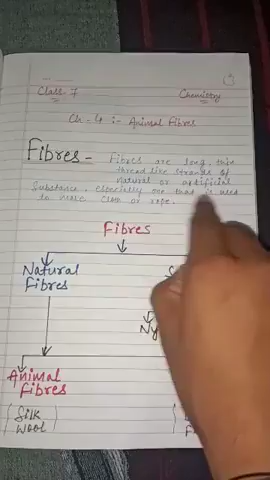 Class 7 Chemistry
Ch-4 :- Animal Fibres
Fibres - Fibres are long, thin
thread like strands of
natural or artificial
Substance, especially one that is used
to make cloth or rope.
Fibres
Natural
Fibres
Animal
Fibres
(Silk
Wool)